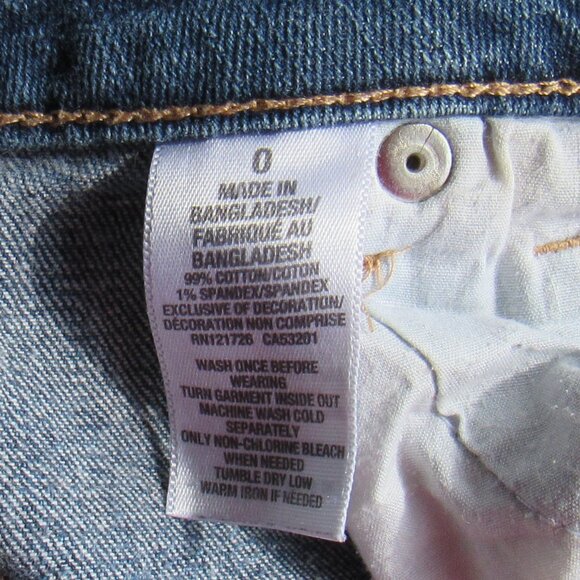 0
MADE IN
BANGLADESH/
FABRIQUÉ AU
BANGLADESH
99% COTTON/COTON
1% SPANDEX/SPANDEX
EXCLUSIVE OF DECORATION/
DÉCORATION NON COMPRISE
RN121726 CA53201
WASH ONCE BEFORE
WEARING
TURN GARMENT INSIDE OUT
MACHINE WASH COLD
SEPARATELY
ONLY NON-CHLORINE BLEACH
WHEN NEEDED
TUMBLE DRY LOW
WARM IRON IF NEEDED